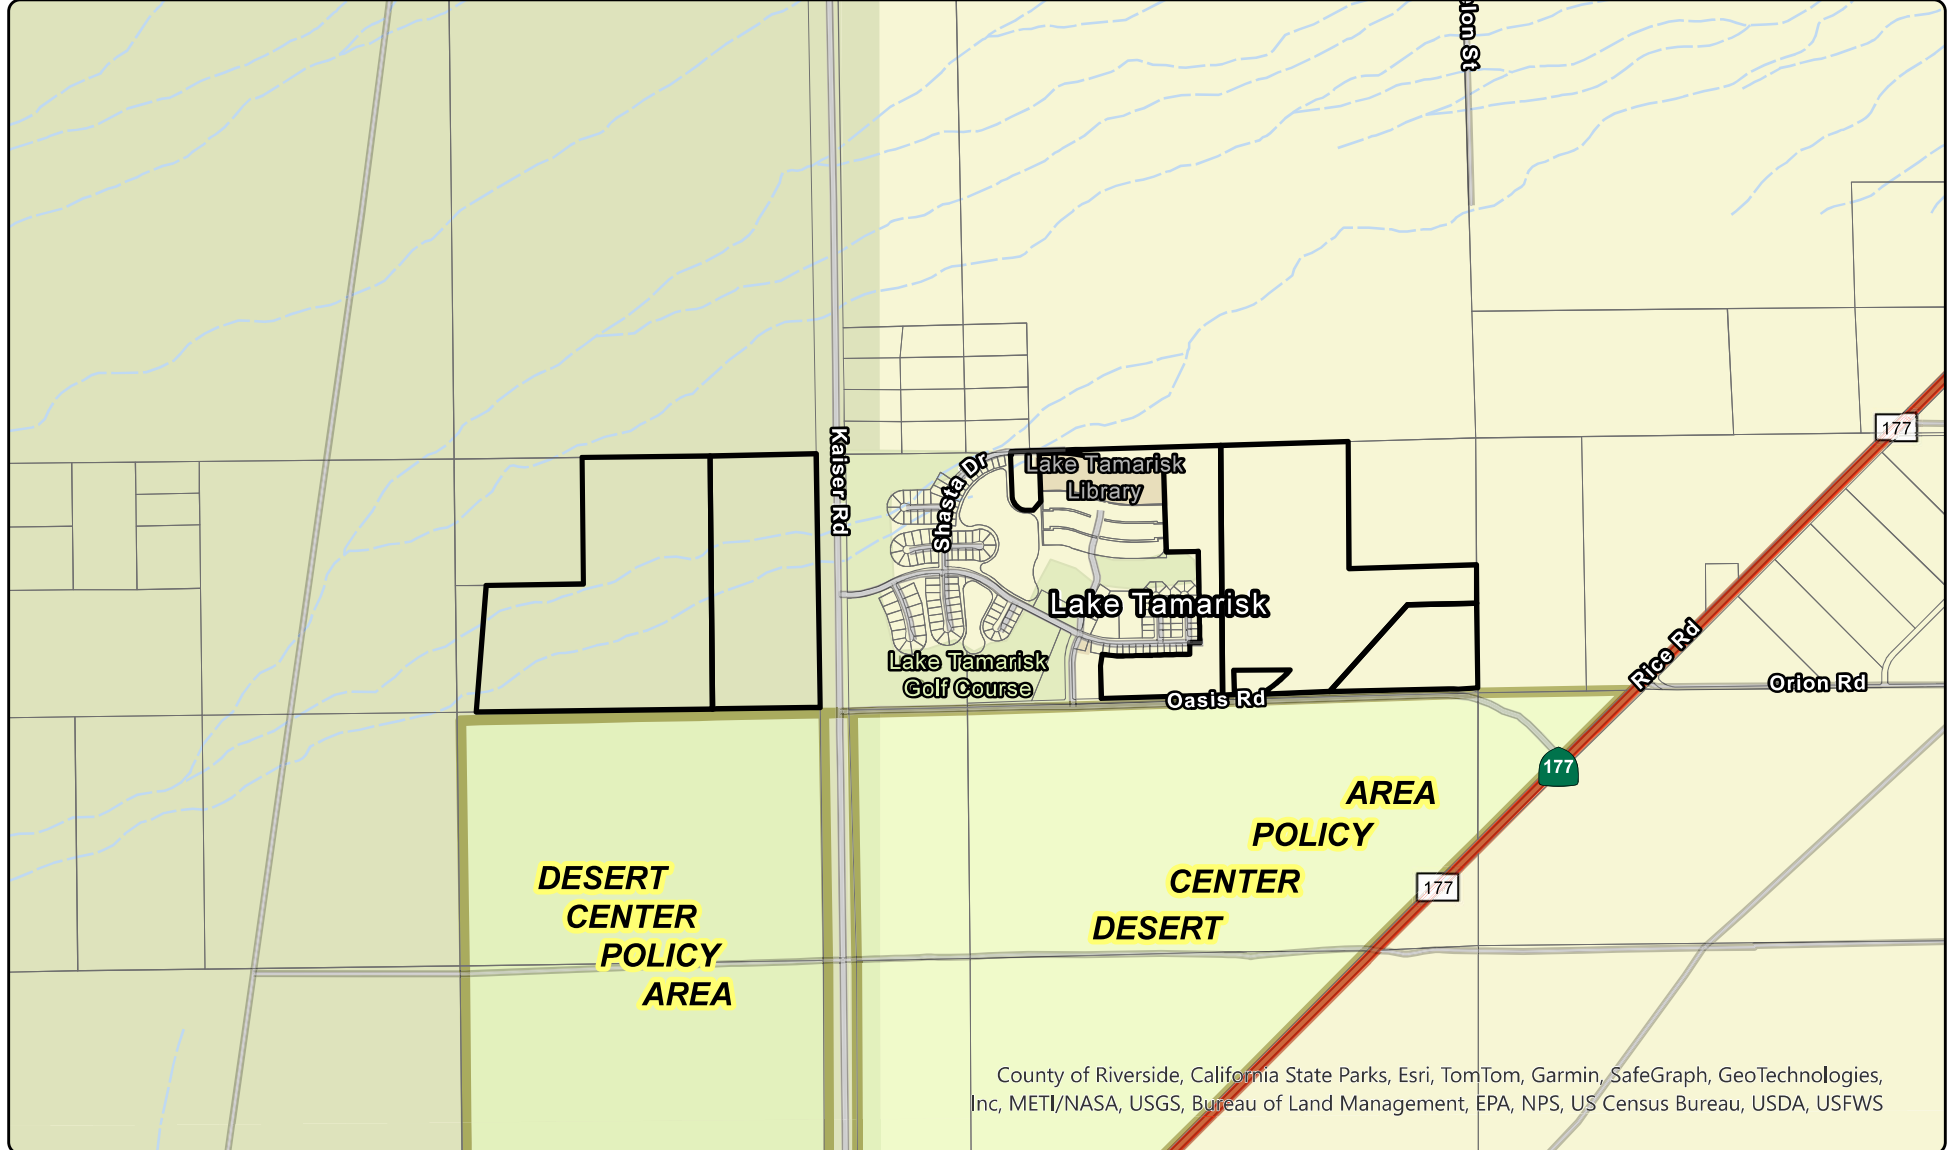 177
Kaiser Rd
Shasta Dr
Lake Tamarisk
Library
Lake Tamarisk
Lake Tamarisk
Golf Course
Oasis Rd
Rice Rd
Orion Rd
177
AREA
POLICY
CENTER
DESERT
177
DESERT
CENTER
POLICY
AREA
County of Riverside, California State Parks, Esri, TomTom, Garmin, SafeGraph, GeoTechnologies,
Inc, METI/NASA, USGS, Bureau of Land Management, EPA, NPS, US Census Bureau, USDA, USFWS